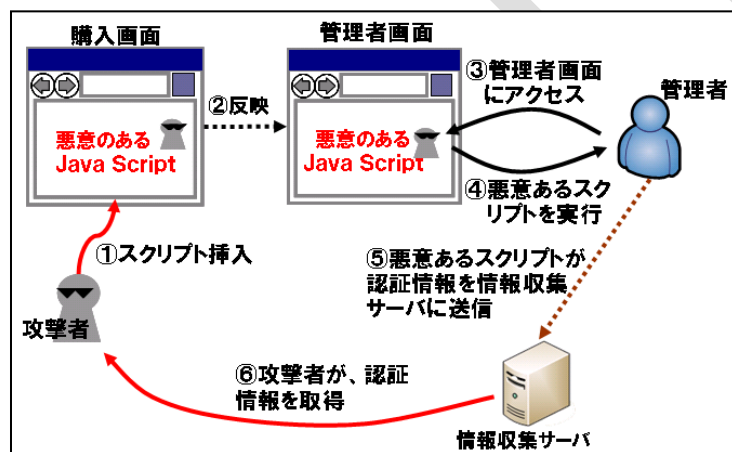 購入画面
管理者画面
悪意のある
Java Script
②反映
悪意のある
Java Script
③管理者画面
にアクセス
管理者
④悪意あるスク
リプトを実行
①スクリプト挿入
攻撃者
⑤悪意あるスクリプトが
認証情報を情報収集
サーバに送信
⑥攻撃者が、認証
情報を取得
情報収集サーバ